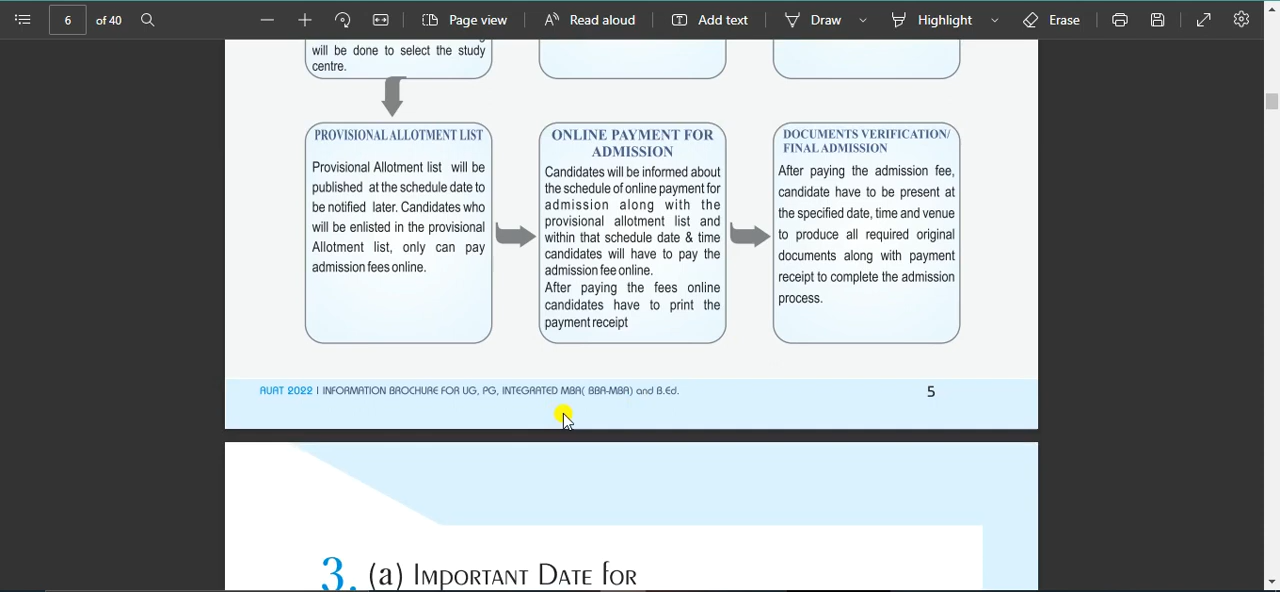 6
of 40
Page view
Read aloud
Add text
Draw
Highlight
Erase
will be done to select the study
centre.
PROVISIONAL ALLOTMENT LIST
Provisional Allotment list will be
published at the schedule date to
be notified later. Candidates who
will be enlisted in the provisional
Allotment list, only can pay
admission fees online.
ONLINE PAYMENT FOR
ADMISSION
Candidates will be informed about
the schedule of online payment for
admission along with the
provisional allotment list and
within that schedule date & time
candidates will have to pay the
admission fee online.
After paying the fees online
candidates have to print the
payment receipt
DOCUMENTS VERIFICATION/
FINAL ADMISSION
After paying the admission fee,
candidate have to be present at
the specified date, time and venue
to produce all required original
documents along with payment
receipt to complete the admission
process.
AURT 2022 | INFORMATION BROCHURE FOR UG, PG, INTEGRATED MBA( BBA-MBA) and B.Ed.
5
3. (a) IMPORTANT DATE FOR